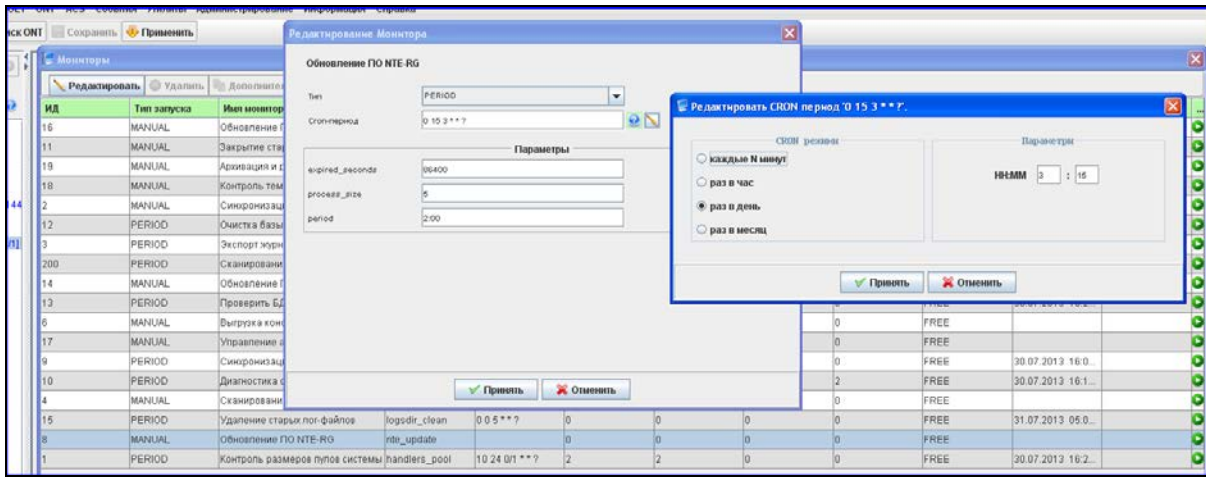 ACS События Утилиты Администрирование Информация Справка
иск ONT Сохранить Применить
Мониторы
Редактировать Удалить
ИД Тип запуска Имя монитор
16 MANUAL Обновление П
11 MANUAL Закрытие ста
19 MANUAL Архивация и р
18 MANUAL Контроль тем
2 MANUAL Синхронизац
12 PERIOD Очистка базы
3 PERIOD Экспорт журн
200 PERIOD Сканировани
14 MANUAL Обновление П
13 PERIOD Проверить БД
6 MANUAL Выгрузка кон 0 FREE
17 MANUAL Управление а 0 FREE
9 PERIOD Синхронизац 0 FREE 30.07.2013 16:0...
10 PERIOD Диагностика с 2 FREE 30.07.2013 16:1...
4 MANUAL Сканировани 0 FREE
15 PERIOD Удаление старых лог-файлов logsdir_clean 0 0 5 * * ? 0 0 0 FREE 31.07.2013 05:0...
8 MANUAL Обновление ПО NTE-RG nte_update 0 0 0 FREE
1 PERIOD Контроль размеров пулов системы handlers_pool 10 24 0/1 * * ? 2 2 0 FREE 30.07.2013 16:2...
Редактирование Монитора
Обновление ПО NTE-RG
Тип PERIOD
Cron-период 0 15 3 * * ?
Параметры
expired_seconds 86400
process_size 5
period 2:00
Принять Отменить
Редактировать CRON период '0 15 3 * * ?'.
CRON режим
каждые N минут
раз в час
раз в день
раз в месяц
Параметры
HH:MM 3 : 15
Принять Отменить